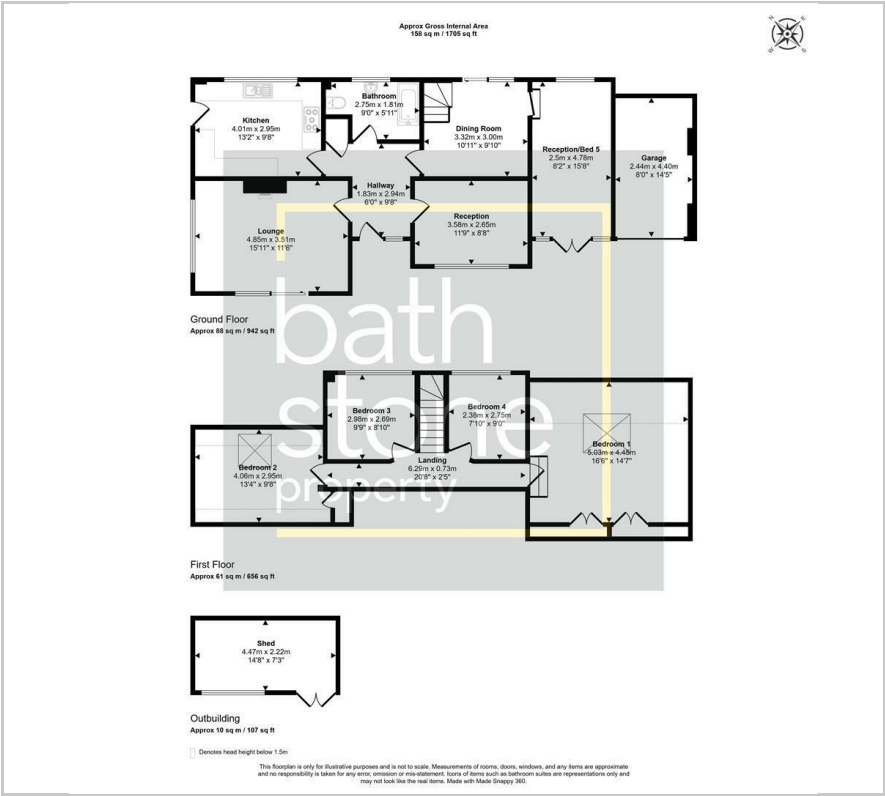 Approx Gross Internal Area
158 sq m / 1705 sq ft
N
E
S
W
Kitchen
4.01m x 2.95m
13'2" x 9'8"
Bathroom
2.75m x 1.81m
9'0" x 5'11"
Dining Room
3.32m x 3.00m
10'11" x 9'10"
Reception/Bed 5
2.5m x 4.78m
8'2" x 15'8"
Garage
2.44m x 4.40m
8'0" x 14'5"
Hallway
1.83m x 2.94m
6'0" x 9'8"
Lounge
4.85m x 3.51m
15'11" x 11'6"
Reception
3.58m x 2.65m
11'9" x 8'8"
Ground Floor
Approx 88 sq m / 942 sq ft
bath
stone
property
Bedroom 3
2.98m x 2.69m
9'9" x 8'10"
Bedroom 4
2.38m x 2.75m
7'10" x 9'0"
Bedroom 1
5.03m x 4.45m
16'6" x 14'7"
Bedroom 2
4.06m x 2.95m
13'4" x 9'8"
Landing
6.29m x 0.73m
20'8" x 2'5"
First Floor
Approx 61 sq m / 656 sq ft
Shed
4.47m x 2.22m
14'8" x 7'3"
Outbuilding
Approx 10 sq m / 107 sq ft
Denotes head height below 1.5m
This floorplan is only for illustrative purposes and is not to scale. Measurements of rooms, doors, windows, and any items are approximate
and no responsibility is taken for any error, omission or mis-statement. Icons of items such as bathroom suites are representations only and
may not look like the real items. Made with Made Snappy 360.